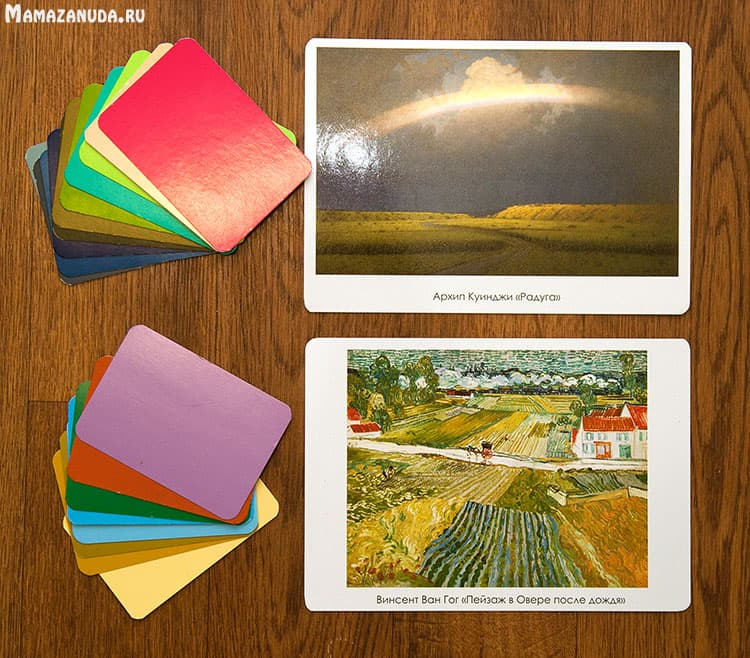 Mamazanuda.ru
Архип Куинджи «Радуга»
Винсент Ван Гог «Пейзаж в Овере после дождя»